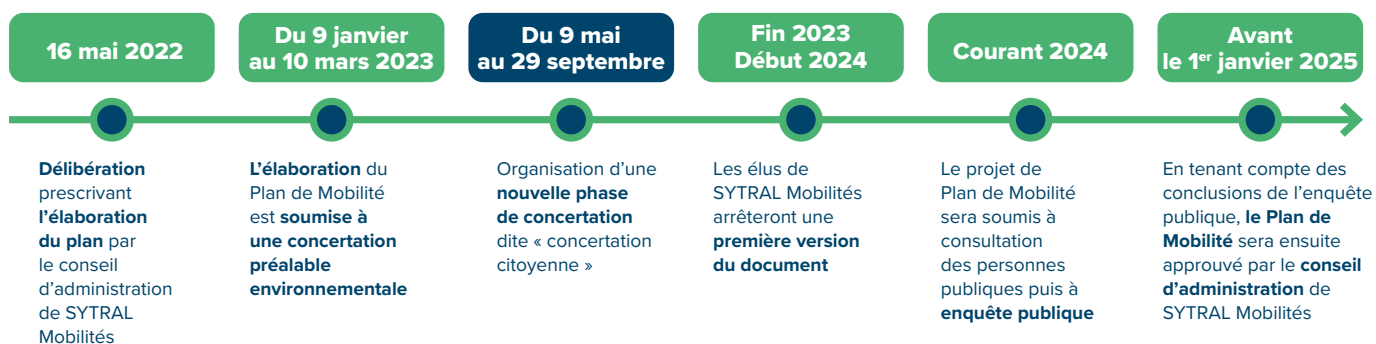 16 mai 2022
Du 9 janvier
au 10 mars 2023
Du 9 mai
au 29 septembre
Fin 2023
Début 2024
Courant 2024
Avant
le 1er janvier 2025
Délibération
prescrivant
l’élaboration
du plan par
le conseil
d’administration
de SYTRAL
Mobilités
L’élaboration du
Plan de Mobilité
est soumise à
une concertation
préalable
environnementale
Organisation d’une
nouvelle phase
de concertation
dite « concertation
citoyenne »
Les élus de
SYTRAL Mobilités
arrêteront une
première version
du document
Le projet de
Plan de Mobilité
sera soumis à
consultation
des personnes
publiques puis à
enquête publique
En tenant compte des
conclusions de l’enquête
publique, le Plan de
Mobilité sera ensuite
approuvé par le conseil
d’administration de
SYTRAL Mobilités